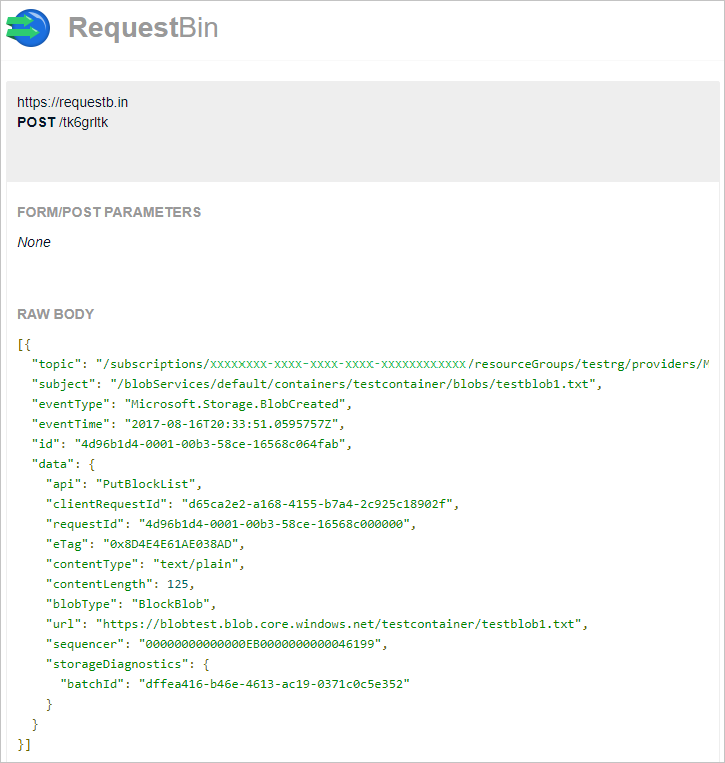 RequestBin
https://requestb.in
POST /tk6grltk
FORM/POST PARAMETERS
None
RAW BODY
[{
"topic": "/subscriptions/XXXXXXXX-XXXX-XXXX-XXXX-XXXXXXXXXXXX/resourceGroups/testrg/providers/M
"subject": "/blobServices/default/containers/testcontainer/blobs/testblob1.txt",
"eventType": "Microsoft.Storage.BlobCreated",
"eventTime": "2017-08-16T20:33:51.0595757Z",
"id": "4d96b1d4-0001-00b3-58ce-16568c064fab",
"data": {
"api": "PutBlockList",
"clientRequestId": "d65ca2e2-a168-4155-b7a4-2c925c18902f",
"requestId": "4d96b1d4-0001-00b3-58ce-16568c000000",
"eTag": "0x8D4E4E61AE038AD",
"contentType": "text/plain",
"contentLength": 125,
"blobType": "BlockBlob",
"url": "https://blobtest.blob.core.windows.net/testcontainer/testblob1.txt",
"sequencer": "00000000000000EB0000000000046199",
"storageDiagnostics": {
"batchId": "dffea416-b46e-4613-ac19-0371c0c5e352"
}
}
}]